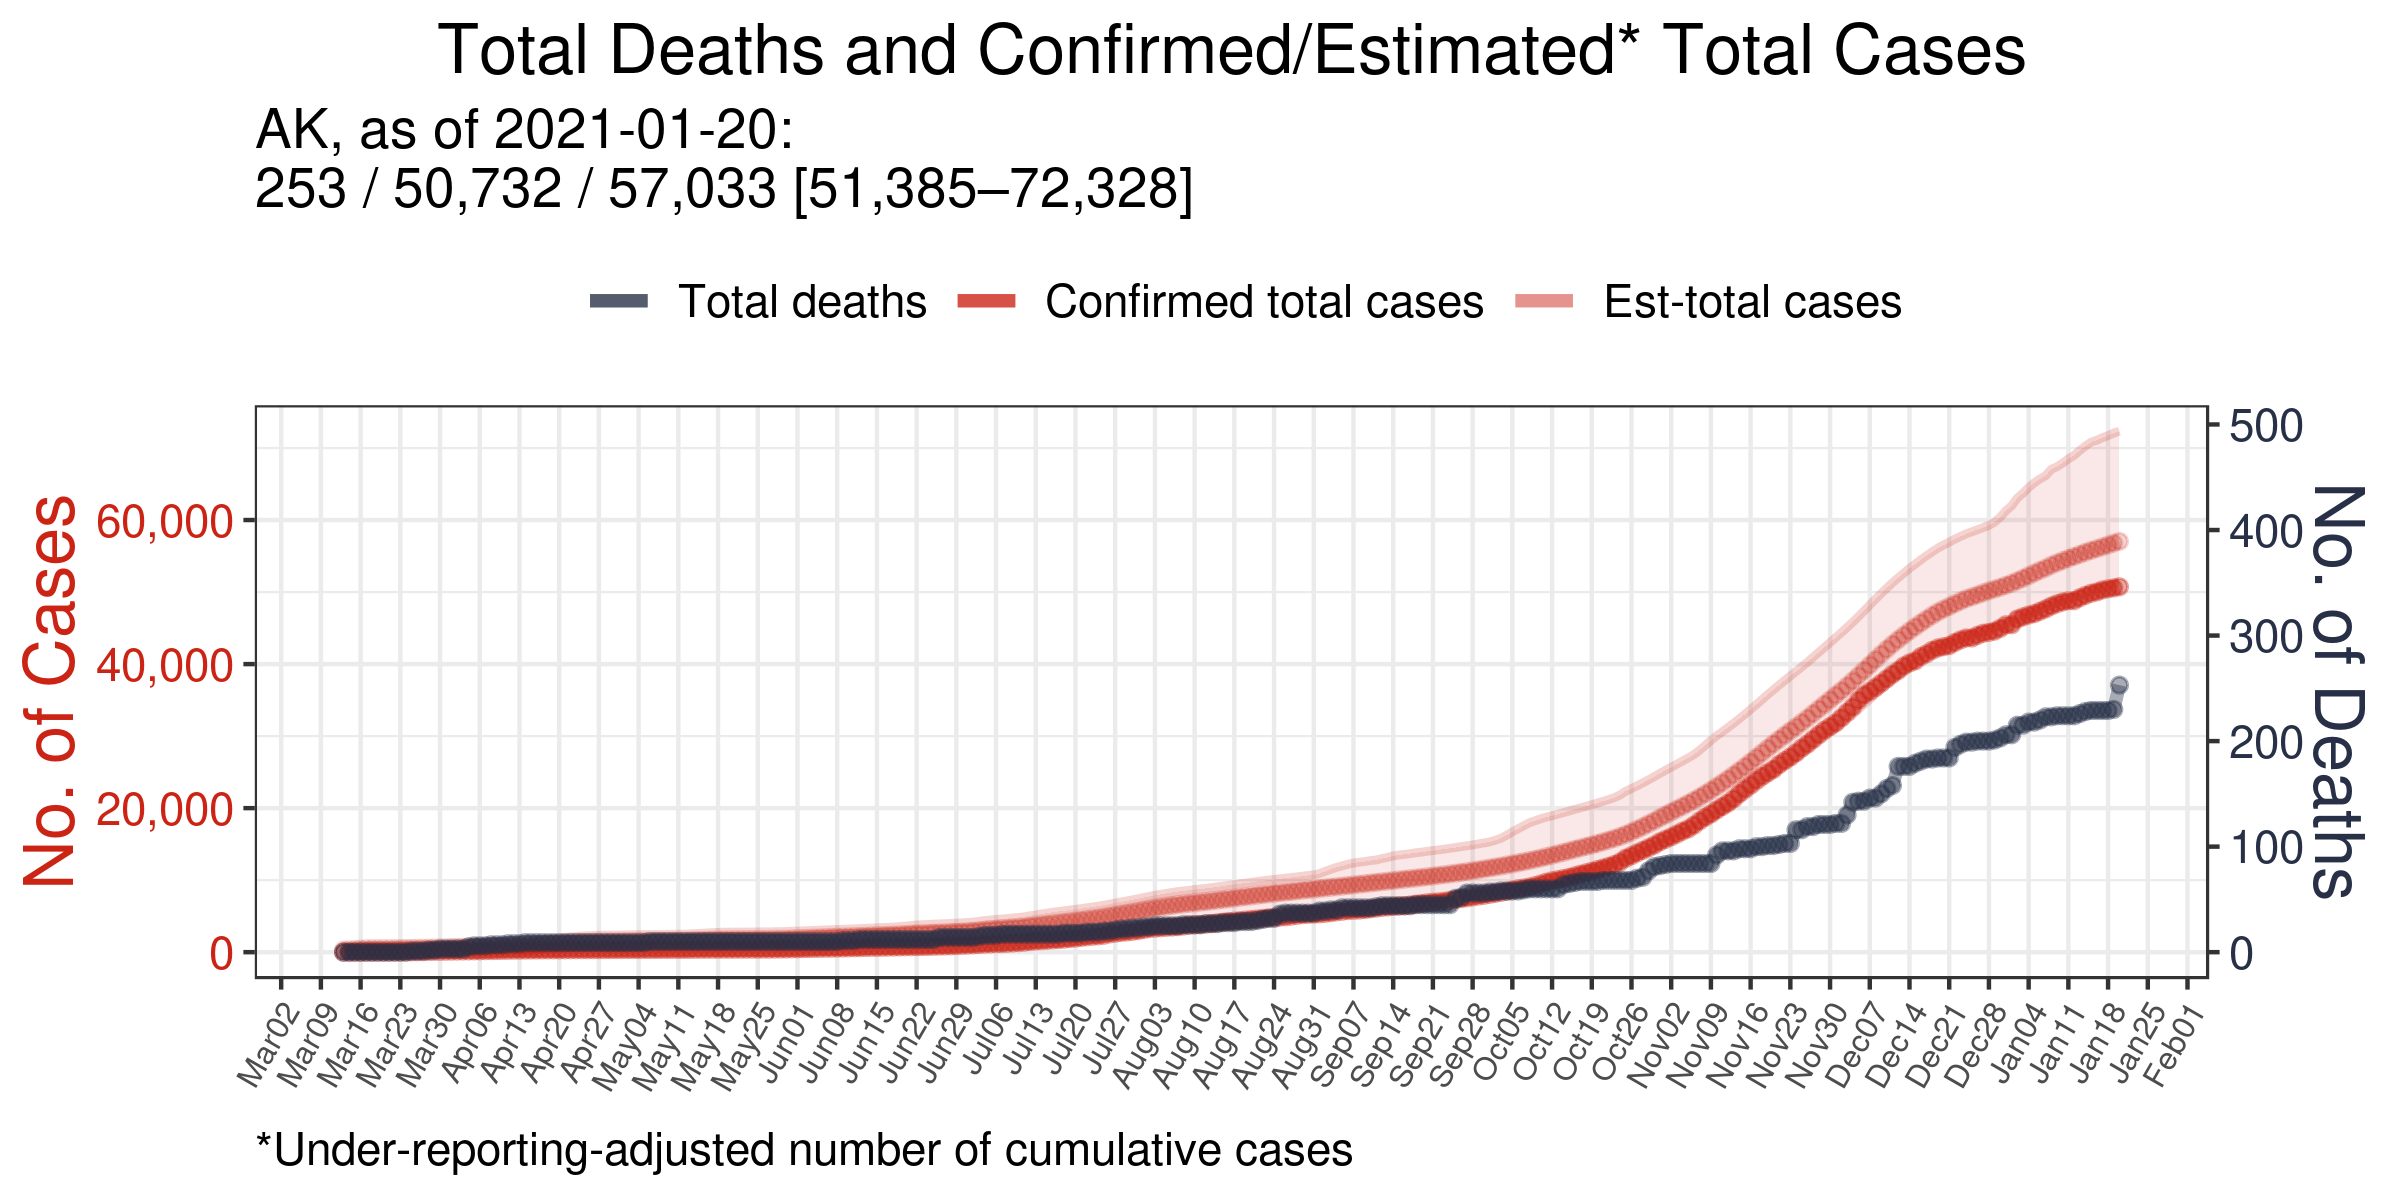 Total Deaths and Confirmed/Estimated* Total Cases
AK, as of 2021-01-20:
253 / 50,732 / 57,033 [51,385–72,328]
Total deaths
Confirmed total cases
Est-total cases
No. of Cases
60,000
40,000
20,000
0
500
400
300
200
100
0
No. of Deaths
Mar02
Mar09
Mar16
Mar23
Mar30
Apr06
Apr13
Apr20
Apr27
May04
May11
May18
May25
Jun01
Jun08
Jun15
Jun22
Jun29
Jul06
Jul13
Jul20
Jul27
Aug03
Aug10
Aug17
Aug24
Aug31
Sep07
Sep14
Sep21
Sep28
Oct05
Oct12
Oct19
Oct26
Nov02
Nov09
Nov16
Nov23
Nov30
Dec07
Dec14
Dec21
Dec28
Jan04
Jan11
Jan18
Jan25
Feb01
*Under-reporting-adjusted number of cumulative cases